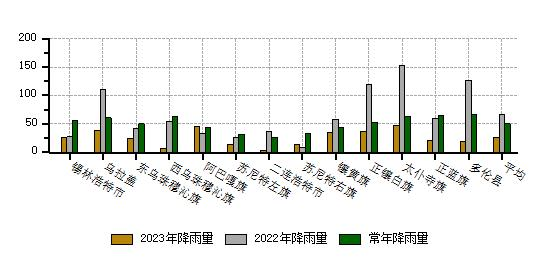 200
150
100
50
0
锡林浩特市
乌拉盖
东乌珠穆沁旗
西乌珠穆沁旗
阿巴嘎旗
苏尼特左旗
二连浩特市
苏尼特右旗
镶黄旗
正镶白旗
太仆寺旗
正蓝旗
多伦县
平均
2023年降雨量 2022年降雨量 常年降雨量